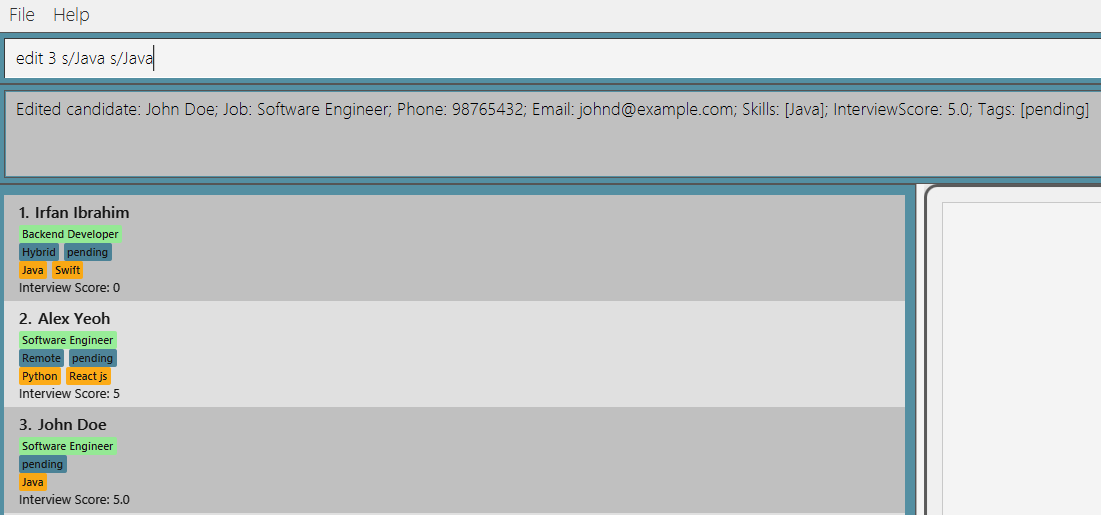 File Help
edit 3 s/Java s/Java
Edited candidate: John Doe; Job: Software Engineer; Phone: 98765432; Email: johnd@example.com; Skills: [Java]; InterviewScore: 5.0; Tags: [pending]
1. Irfan Ibrahim
Backend Developer
Hybrid pending
Java Swift
Interview Score: 0
2. Alex Yeoh
Software Engineer
Remote pending
Python React js
Interview Score: 5
3. John Doe
Software Engineer
pending
Java
Interview Score: 5.0